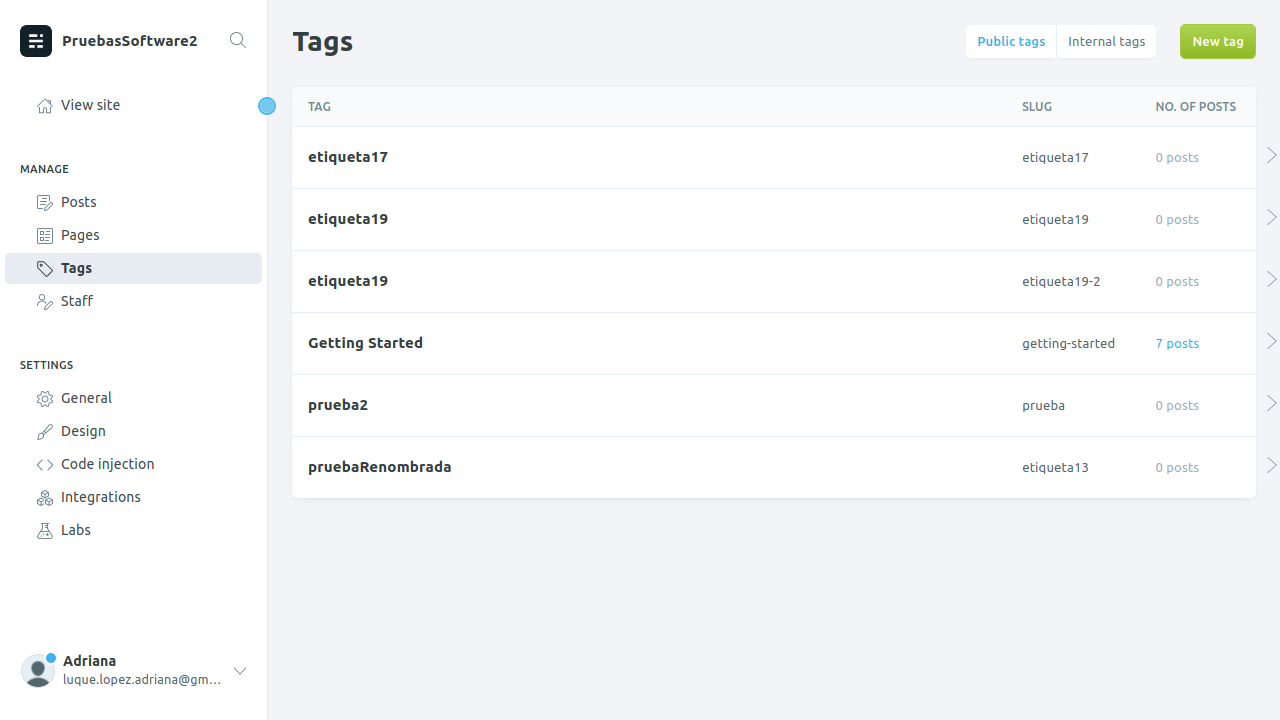 PruebasSoftware2
View site
MANAGE
Posts
Pages
Tags
Staff
SETTINGS
General
Design
Code injection
Integrations
Labs
Adriana
luque.lopez.adriana@gm...
Tags
Public tags Internal tags New tag
TAG SLUG NO. OF POSTS
etiqueta17 etiqueta17 0 posts
etiqueta19 etiqueta19 0 posts
etiqueta19 etiqueta19-2 0 posts
Getting Started getting-started 7 posts
prueba2 prueba 0 posts
pruebaRenombrada etiqueta13 0 posts